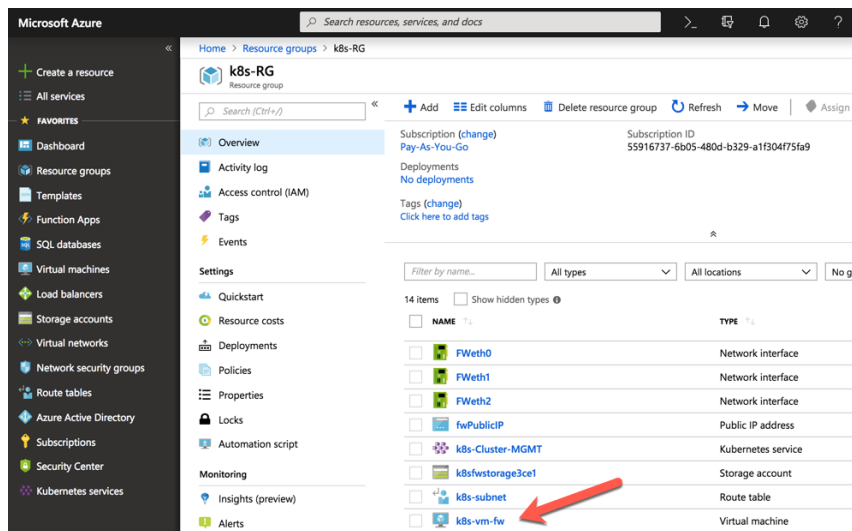 Microsoft Azure
Search resources, services, and docs
Create a resource
All services
FAVORITES
Dashboard
Resource groups
Templates
Function Apps
SQL databases
Virtual machines
Load balancers
Storage accounts
Virtual networks
Network security groups
Route tables
Azure Active Directory
Subscriptions
Security Center
Kubernetes services
Home > Resource groups > k8s-RG
k8s-RG
Resource group
Search (Ctrl+/)
Overview
Activity log
Access control (IAM)
Tags
Events
Settings
Quickstart
Resource costs
Deployments
Policies
Properties
Locks
Automation script
Monitoring
Insights (preview)
Alerts
Add Edit columns Delete resource group Refresh Move Assign
Subscription (change) Subscription ID
Pay-As-You-Go 55916737-6b05-480d-b329-a1f304f75fa9
Deployments
No deployments
Tags (change)
Click here to add tags
Filter by name... All types All locations No g
14 items Show hidden types
NAME TYPE
FWeth0 Network interface
FWeth1 Network interface
FWeth2 Network interface
fwPublicIP Public IP address
k8s-Cluster-MGMT Kubernetes service
k8sfwstorage3ce1 Storage account
k8s-subnet Route table
k8s-vm-fw Virtual machine